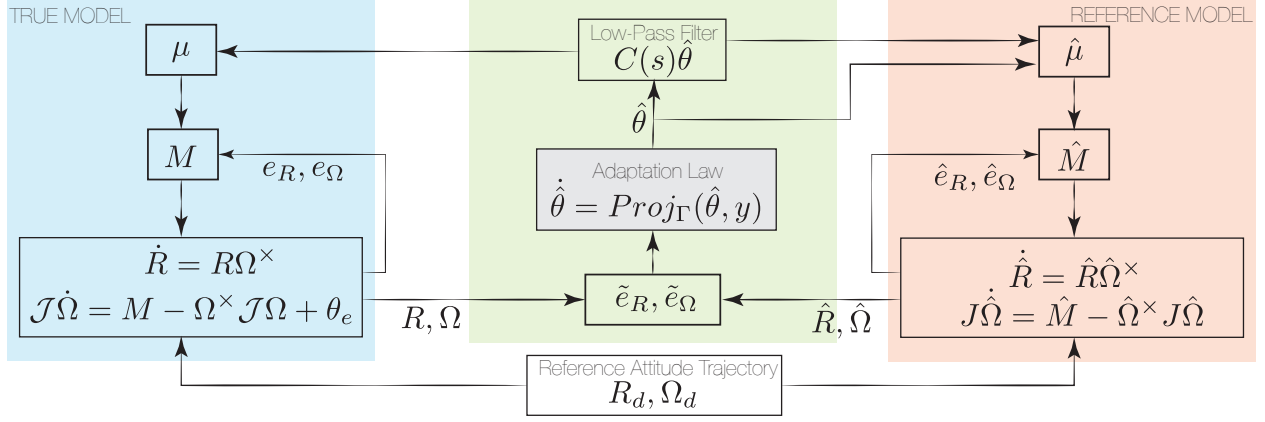 TRUE MODEL
μ
M
e_R, e_Ω
Ṙ = RΩ^×
𝒥Ω̇ = M − Ω^× 𝒥Ω + θ_e
R, Ω
Low-Pass Filter
C(s)θ̂
θ̂
Adaptation Law
θ̂̇ = Proj_Γ(θ̂, y)
ẽ_R, ẽ_Ω
REFERENCE MODEL
μ̂
M̂
ê_R, ê_Ω
R̂̇ = R̂Ω̂^×
JΩ̂̇ = M̂ − Ω̂^× JΩ̂
R̂, Ω̂
Reference Attitude Trajectory
R_d, Ω_d